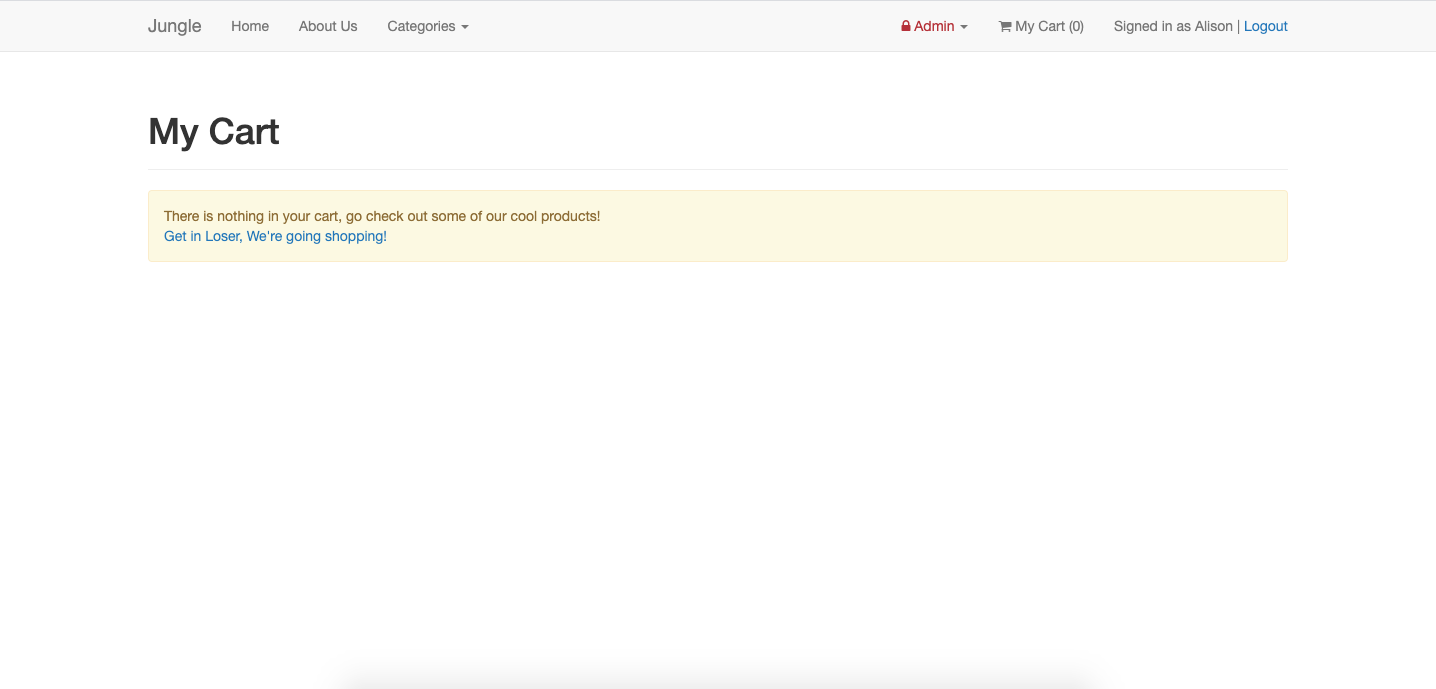 Jungle Home About Us Categories Admin My Cart (0) Signed in as Alison | Logout
My Cart
There is nothing in your cart, go check out some of our cool products!
Get in Loser, We're going shopping!